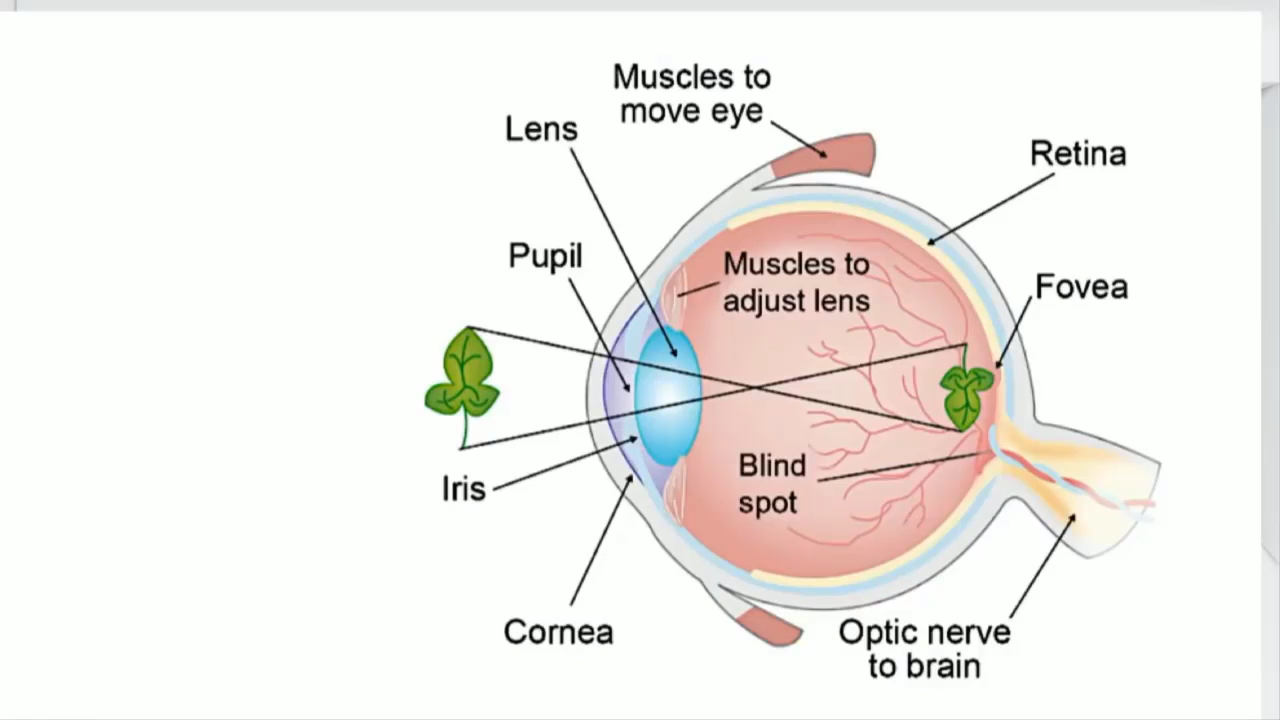 Muscles to
move eye
Lens
Retina
Pupil
Muscles to
adjust lens
Fovea
Blind
spot
Iris
Cornea
Optic nerve
to brain